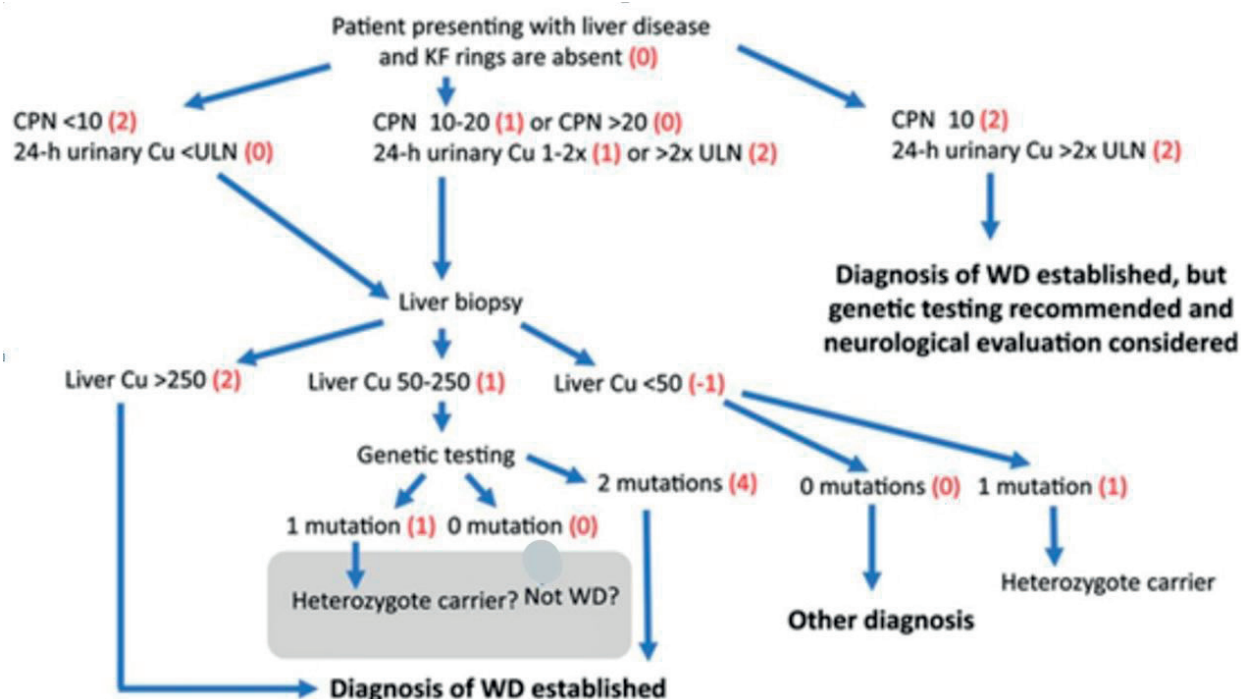 Patient presenting with liver disease
and KF rings are absent (0)
CPN <10 (2)
24-h urinary Cu <ULN (0)
CPN 10-20 (1) or CPN >20 (0)
24-h urinary Cu 1-2x (1) or >2x ULN (2)
CPN 10 (2)
24-h urinary Cu >2x ULN (2)
Diagnosis of WD established, but
genetic testing recommended and
neurological evaluation considered
Liver biopsy
Liver Cu >250 (2)
Liver Cu 50-250 (1)
Liver Cu <50 (-1)
Genetic testing
2 mutations (4)
0 mutations (0)
1 mutation (1)
1 mutation (1)
0 mutation (0)
Heterozygote carrier?
Not WD?
Heterozygote carrier
Other diagnosis
Diagnosis of WD established